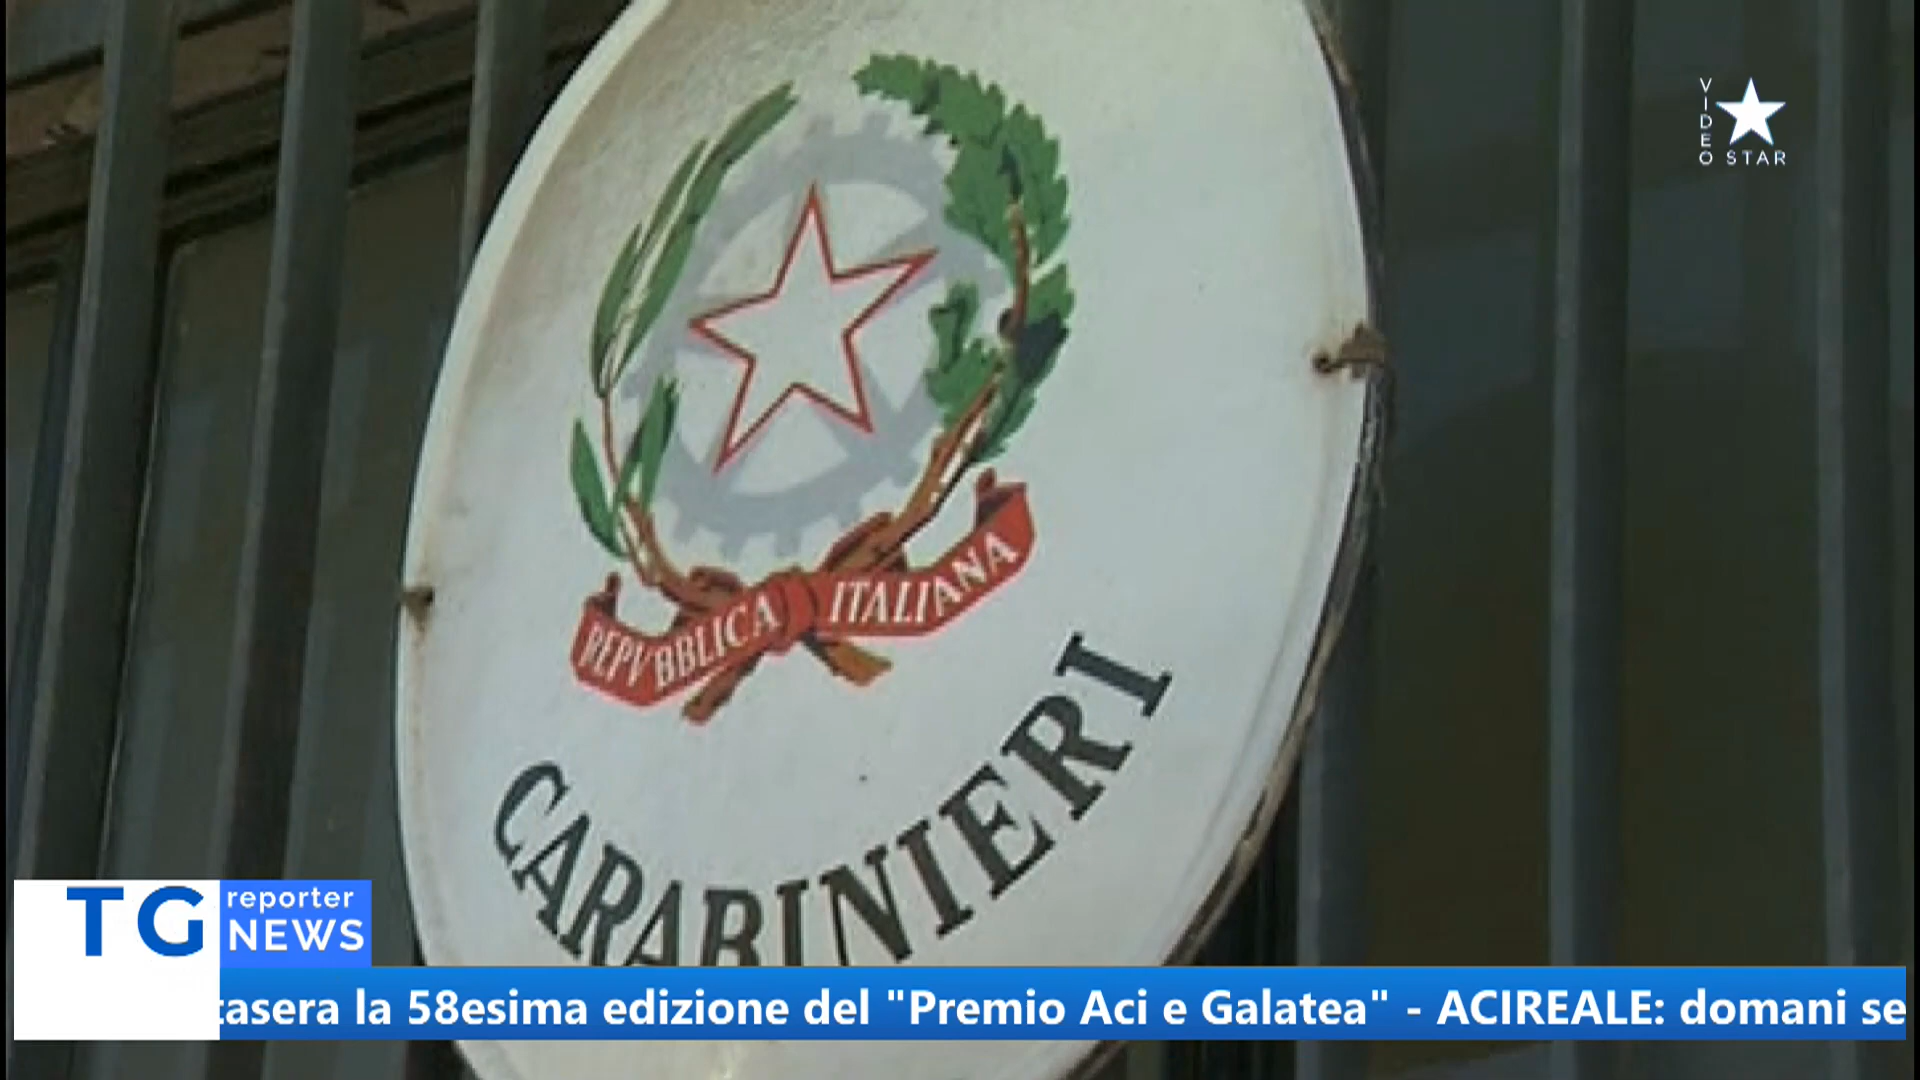 VIDEO
STAR
REPVBBLICA ITALIANA
CARABINIERI
TG
reporter
NEWS
tasera la 58esima edizione del "Premio Aci e Galatea" - ACIREALE: domani se